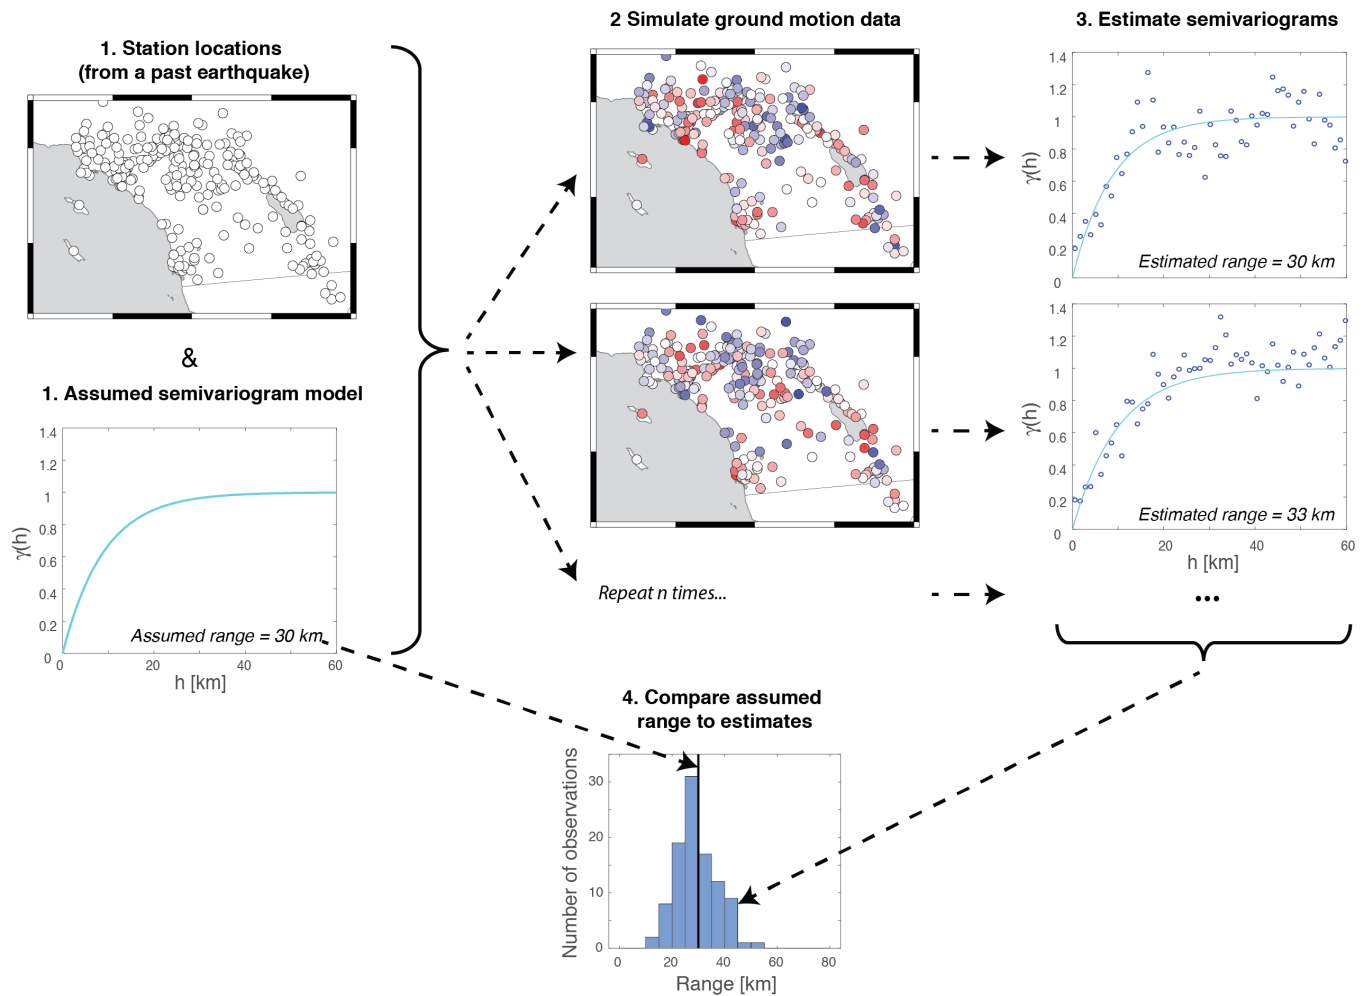 1. Station locations
(from a past earthquake)
&
1. Assumed semivariogram model
1.4
1.2
1
0.8
0.6
0.4
0.2
0
γ(h)
Assumed range = 30 km
0
20
40
60
h [km]
2 Simulate ground motion data
Repeat n times...
3. Estimate semivariograms
1.4
1.2
1
0.8
0.6
0.4
0.2
0
γ(h)
Estimated range = 30 km
1.4
1.2
1
0.8
0.6
0.4
0.2
0
γ(h)
Estimated range = 33 km
0
20
40
60
h [km]
...
4. Compare assumed
range to estimates
Number of observations
30
20
10
0
0
20
40
60
80
Range [km]